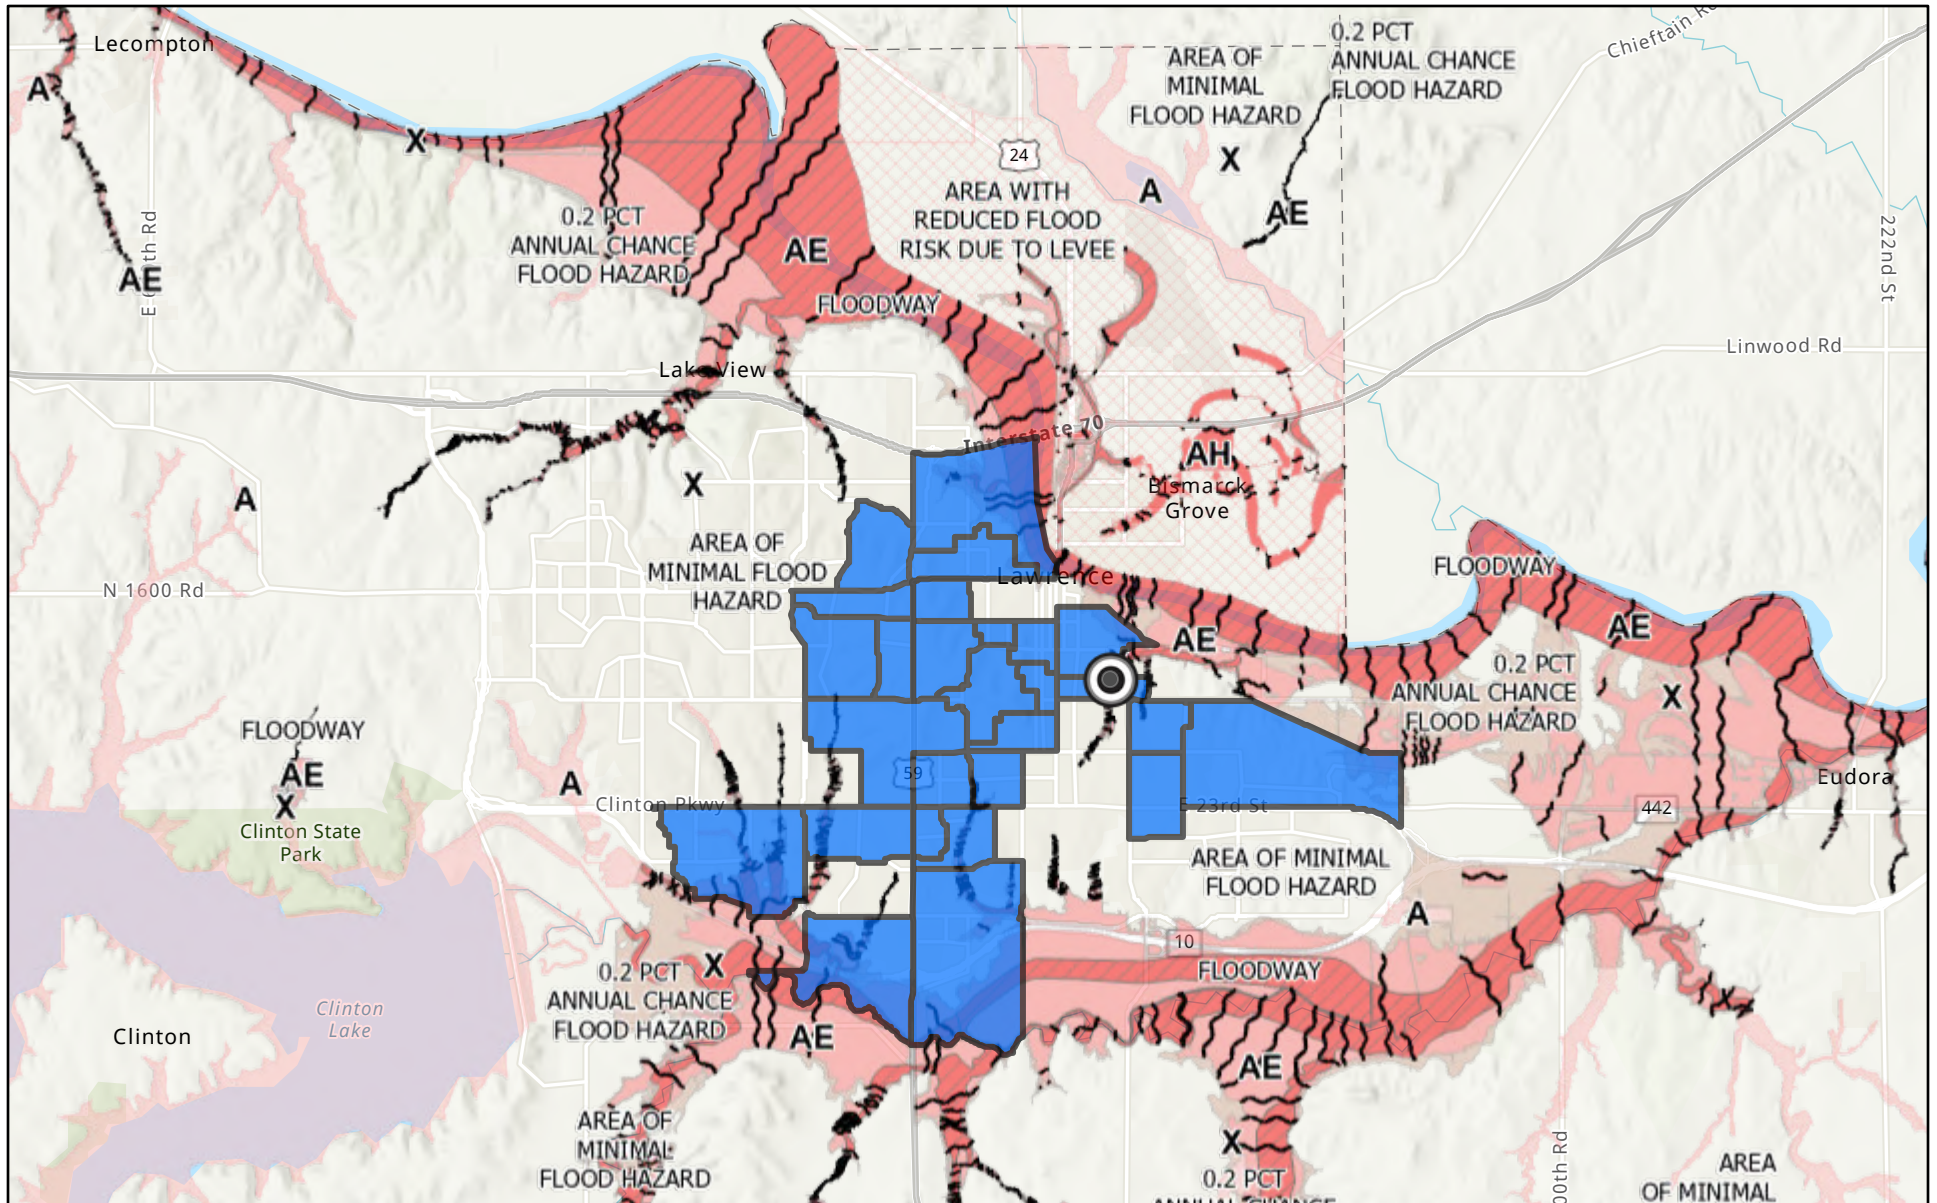 Lecompton
A
AE
X
0.2 PCT
ANNUAL CHANCE
FLOOD HAZARD
AE
FLOODWAY
24
AREA WITH
REDUCED FLOOD
RISK DUE TO LEVEE
AREA OF
MINIMAL
FLOOD HAZARD
X
A
0.2 PCT
ANNUAL CHANCE
FLOOD HAZARD
AE
Chieftain
222nd St
Linwood Rd
Lake View
Interstate 70
AH
Bismarck
Grove
A
X
AREA OF
MINIMAL FLOOD
HAZARD
N 1600 Rd
Lawrence
AE
FLOODWAY
AE
0.2 PCT
ANNUAL CHANCE
FLOOD HAZARD
X
FLOODWAY
AE
X
A
Clinton State
Park
Clinton Pkwy
59
E 23rd St
442
Eudora
AREA OF MINIMAL
FLOOD HAZARD
A
10
FLOODWAY
X
0.2 PCT
ANNUAL CHANCE
FLOOD HAZARD
AE
Clinton
Lake
Clinton
AE
X
0.2 PCT
ANNUAL CHANCE
AREA OF
MINIMAL
FLOOD HAZARD
AREA
OF MINIMAL